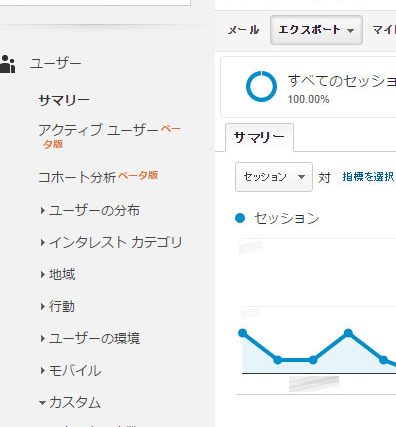 ユーザー
サマリー
アクティブ ユーザー ベー
タ版
コホート分析 ベータ版
ユーザーの分布
インタレスト カテゴリ
地域
行動
ユーザーの環境
モバイル
カスタム
メール エクスポート マイ
すべてのセッショ
100.00%
サマリー
セッション 対 指標を選択
セッション